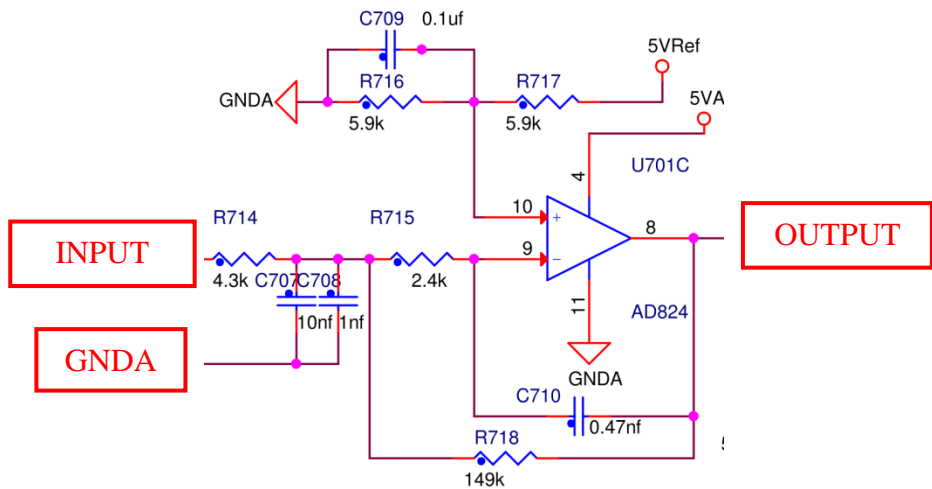 C709 0.1uf
5VRef
R716 R717
GNDA
5.9k 5.9k
5VA
U701C
4
10
+
R714 R715
INPUT
9
−
8
OUTPUT
4.3k 2.4k
C707 C708
10nf 1nf
11
AD824
GNDA
GNDA
C710
0.47nf
R718
149k